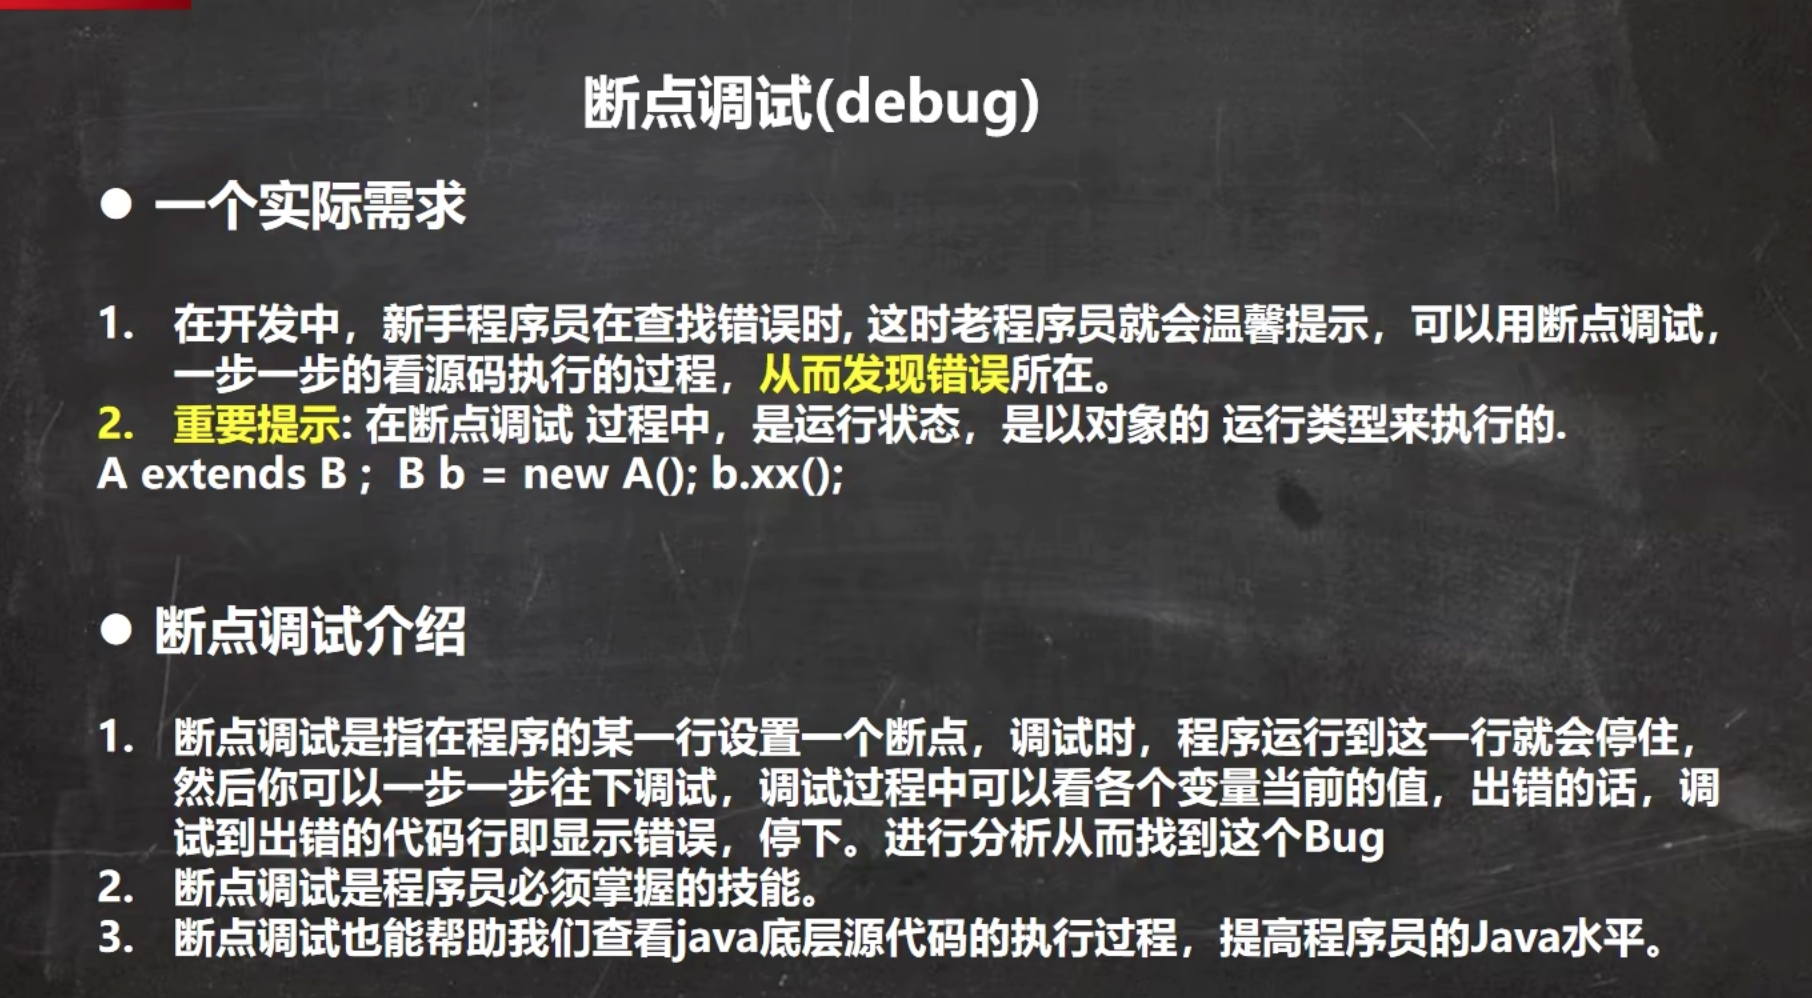 断点调试(debug)
● 一个实际需求
1. 在开发中，新手程序员在查找错误时, 这时老程序员就会温馨提示，可以用断点调试，
一步一步的看源码执行的过程，从而发现错误所在。
2. 重要提示: 在断点调试 过程中，是运行状态，是以对象的 运行类型来执行的.
A extends B ; B b = new A(); b.xx();
● 断点调试介绍
1. 断点调试是指在程序的某一行设置一个断点，调试时，程序运行到这一行就会停住，
然后你可以一步一步往下调试，调试过程中可以看各个变量当前的值，出错的话，调
试到出错的代码行即显示错误，停下。进行分析从而找到这个Bug
2. 断点调试是程序员必须掌握的技能。
3. 断点调试也能帮助我们查看java底层源代码的执行过程，提高程序员的Java水平。